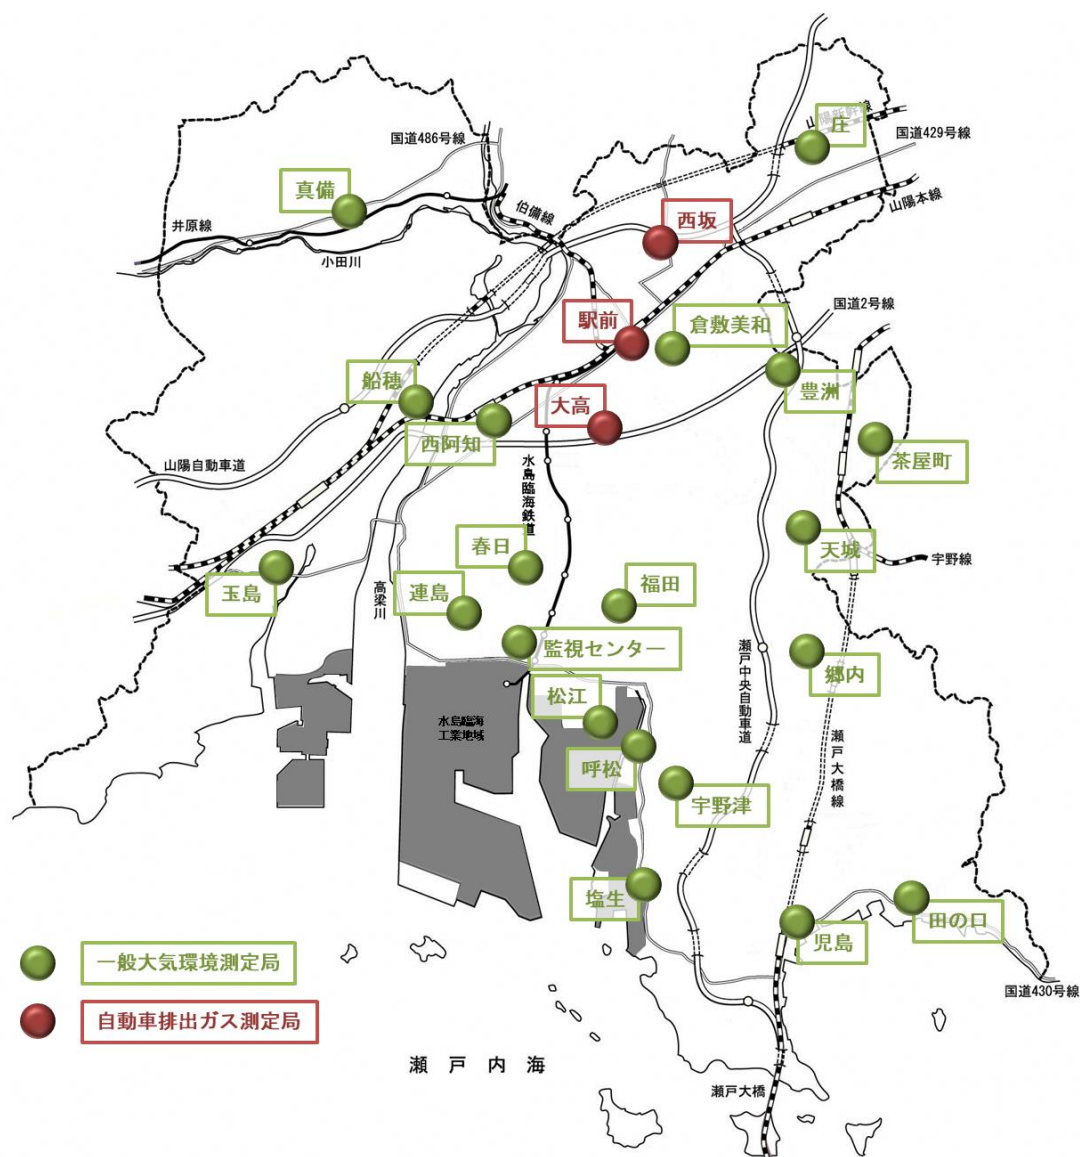 山陽新幹線
庄
国道429号線
国道486号線
真備
山陽本線
伯備線
西坂
井原線
小田川
国道2号線
駅前
倉敷美和
船穂
豊洲
大高
西阿知
茶屋町
山陽自動車道
水島臨海鉄道
春日
天城
宇野線
玉島
連島
福田
高梁川
監視センター
瀬戸中央自動車道
郷内
松江
水島臨海
工業地域
呼松
瀬戸大橋線
宇野津
塩生
田の口
児島
一般大気環境測定局
国道430号線
自動車排出ガス測定局
瀬戸内海
瀬戸大橋